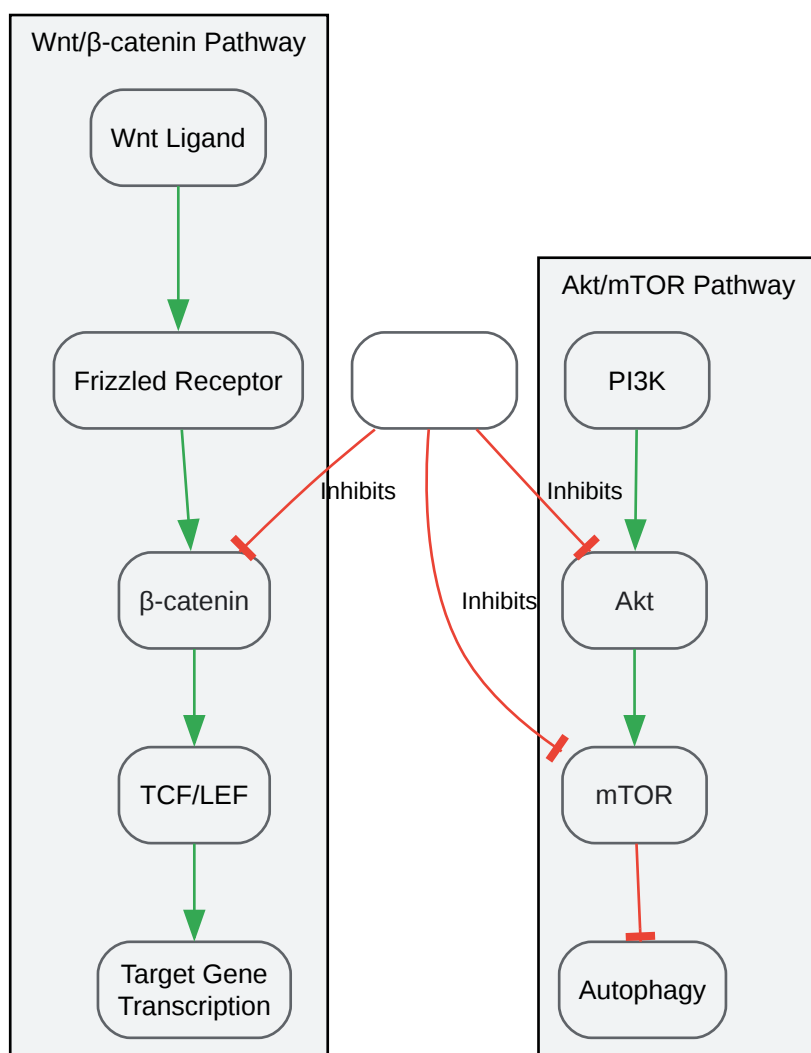 Wnt/β-catenin Pathway
Wnt Ligand
Akt/mTOR Pathway
Frizzled Receptor
PI3K
Inhibits
Inhibits
β-catenin
Inhibits
Akt
TCF/LEF
mTOR
Target Gene
Transcription
Autophagy